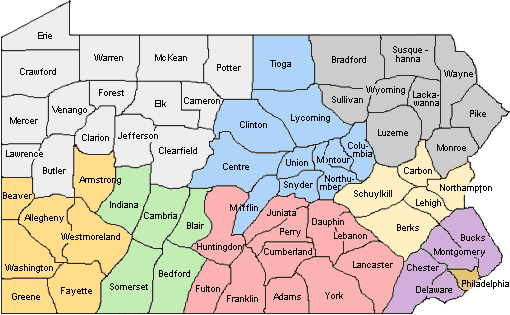 Erie
Warren
McKean
Potter
Tioga
Bradford
Susque -
hanna
Wayne
Crawford
Forest
Elk
Cameron
Sullivan
Wyoming
Lacka-
wanna
Pike
Mercer
Venango
Clarion
Jefferson
Clearfield
Clinton
Lycoming
Luzerne
Monroe
Lawrence
Butler
Armstrong
Centre
Union
Montour
Colu-
mbia
Snyder
Northu-
mber
Carbon
Northampton
Schuylkill
Lehigh
Beaver
Allegheny
Westmoreland
Indiana
Cambria
Blair
Mifflin
Huntingdon
Juniata
Perry
Dauphin
Lebanon
Berks
Bucks
Montgomery
Washington
Greene
Fayette
Somerset
Bedford
Fulton
Franklin
Cumberland
Adams
York
Lancaster
Chester
Delaware
Philadelphia